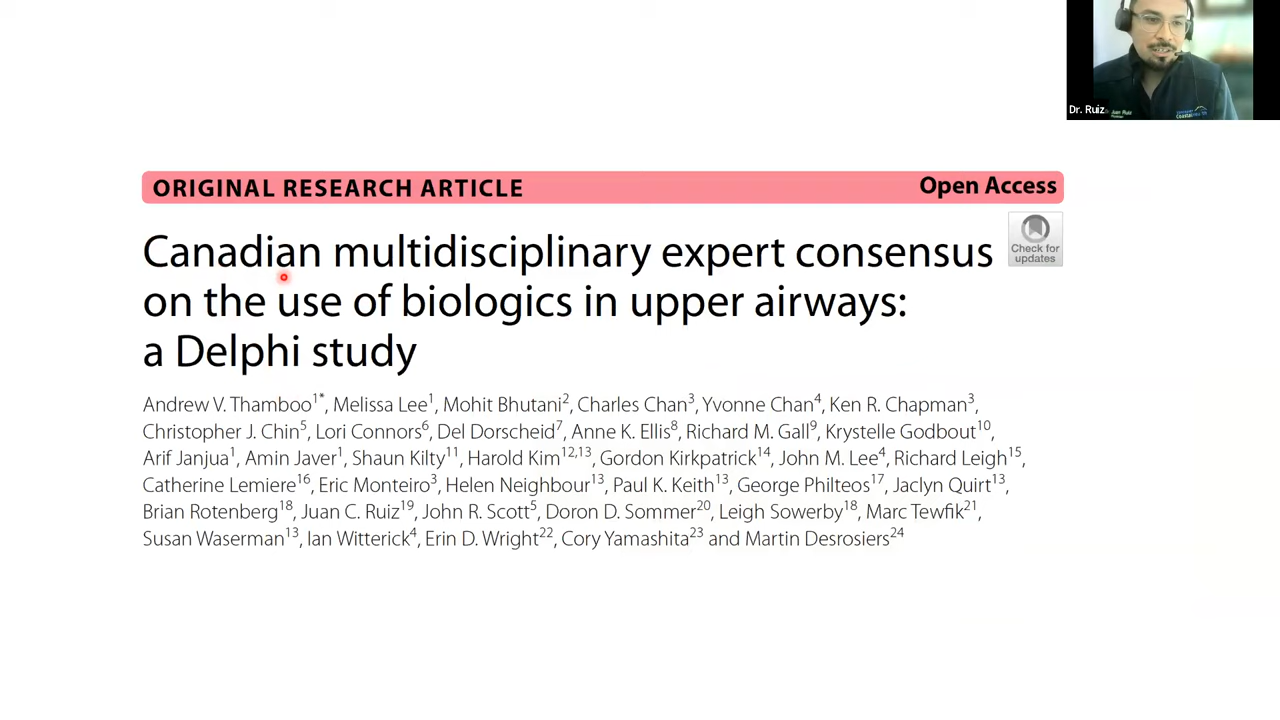 Dr. Ruiz
ORIGINAL RESEARCH ARTICLE
Open Access
Check for
updates
Canadian multidisciplinary expert consensus
on the use of biologics in upper airways:
a Delphi study
Andrew V. Thamboo1*, Melissa Lee1, Mohit Bhutani2, Charles Chan3, Yvonne Chan4, Ken R. Chapman3,
Christopher J. Chin5, Lori Connors6, Del Dorscheid7, Anne K. Ellis8, Richard M. Gall9, Krystelle Godbout10,
Arif Janjua1, Amin Javer1, Shaun Kilty11, Harold Kim12,13, Gordon Kirkpatrick14, John M. Lee4, Richard Leigh15,
Catherine Lemiere16, Eric Monteiro3, Helen Neighbour13, Paul K. Keith13, George Philteos17, Jaclyn Quirt13,
Brian Rotenberg18, Juan C. Ruiz19, John R. Scott5, Doron D. Sommer20, Leigh Sowerby18, Marc Tewfik21,
Susan Waserman13, Ian Witterick4, Erin D. Wright22, Cory Yamashita23 and Martin Desrosiers24